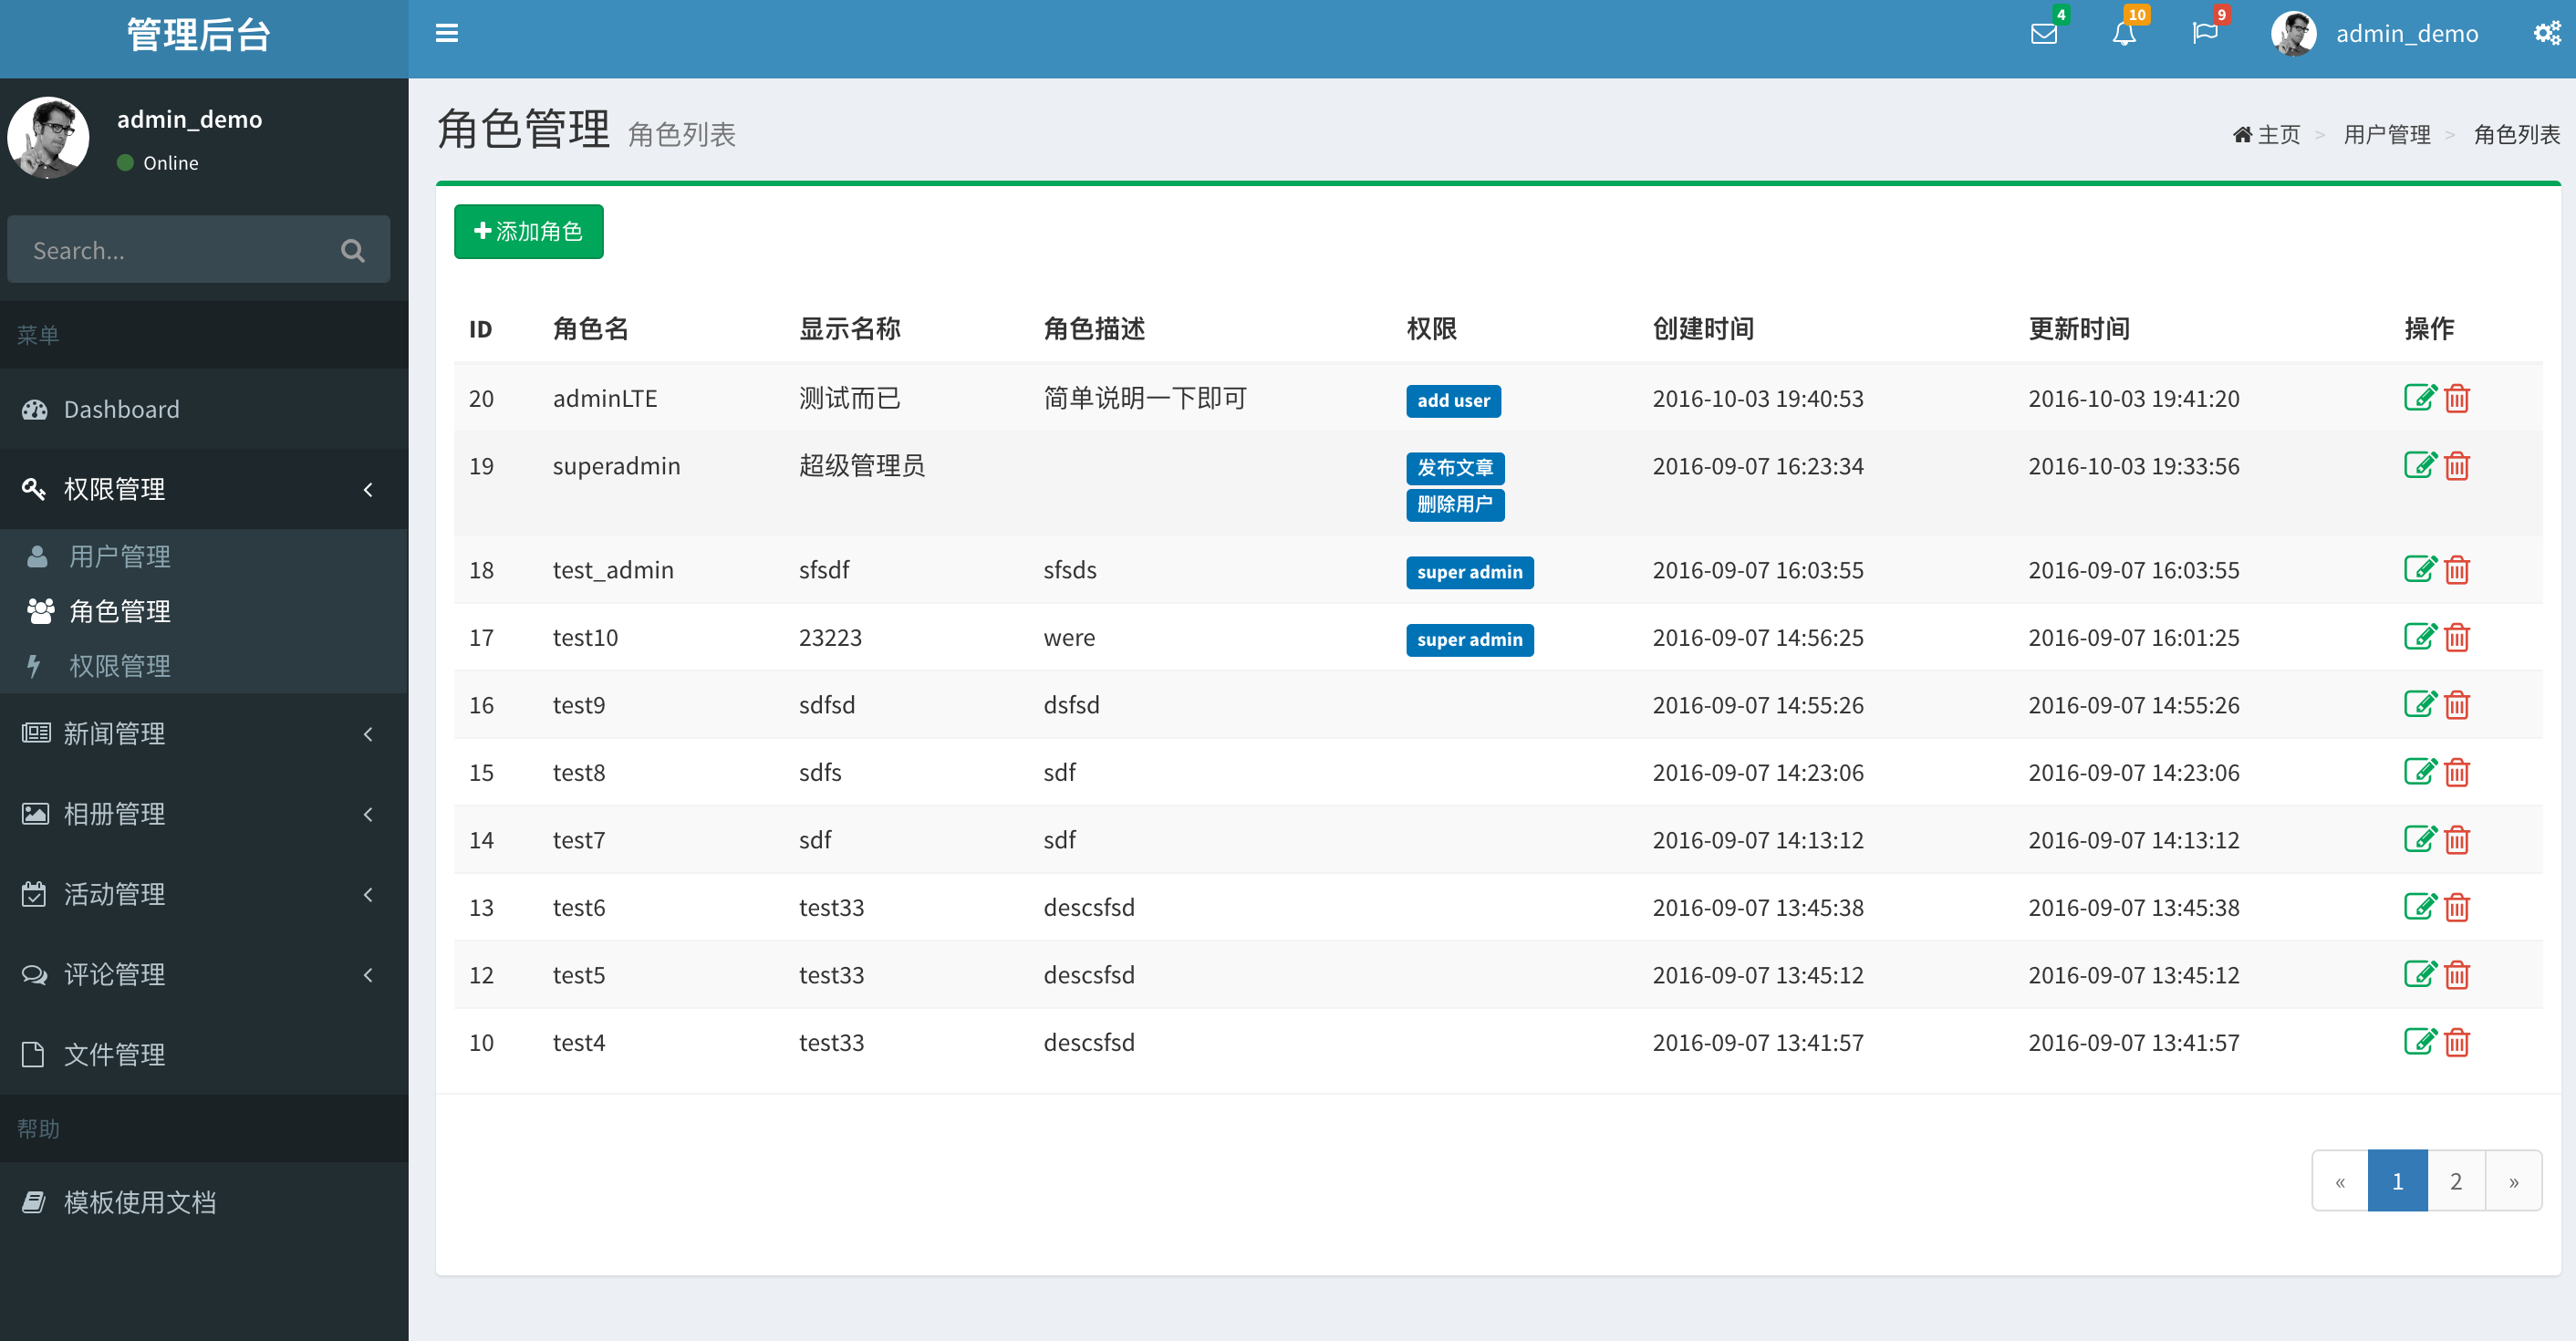 管理后台
4
10
9
admin_demo
admin_demo
Online
Search...
菜单
Dashboard
权限管理
用户管理
角色管理
权限管理
新闻管理
相册管理
活动管理
评论管理
文件管理
帮助
模板使用文档
角色管理 角色列表
主页 > 用户管理 > 角色列表
添加角色
ID 角色名 显示名称 角色描述 权限 创建时间 更新时间 操作
20 adminLTE 测试而已 简单说明一下即可 add user 2016-10-03 19:40:53 2016-10-03 19:41:20
19 superadmin 超级管理员 发布文章 2016-09-07 16:23:34 2016-10-03 19:33:56
删除用户
18 test_admin sfsdf sfsds super admin 2016-09-07 16:03:55 2016-09-07 16:03:55
17 test10 23223 were super admin 2016-09-07 14:56:25 2016-09-07 16:01:25
16 test9 sdfsd dsfsd 2016-09-07 14:55:26 2016-09-07 14:55:26
15 test8 sdfs sdf 2016-09-07 14:23:06 2016-09-07 14:23:06
14 test7 sdf sdf 2016-09-07 14:13:12 2016-09-07 14:13:12
13 test6 test33 descsfsd 2016-09-07 13:45:38 2016-09-07 13:45:38
12 test5 test33 descsfsd 2016-09-07 13:45:12 2016-09-07 13:45:12
10 test4 test33 descsfsd 2016-09-07 13:41:57 2016-09-07 13:41:57
« 1 2 »